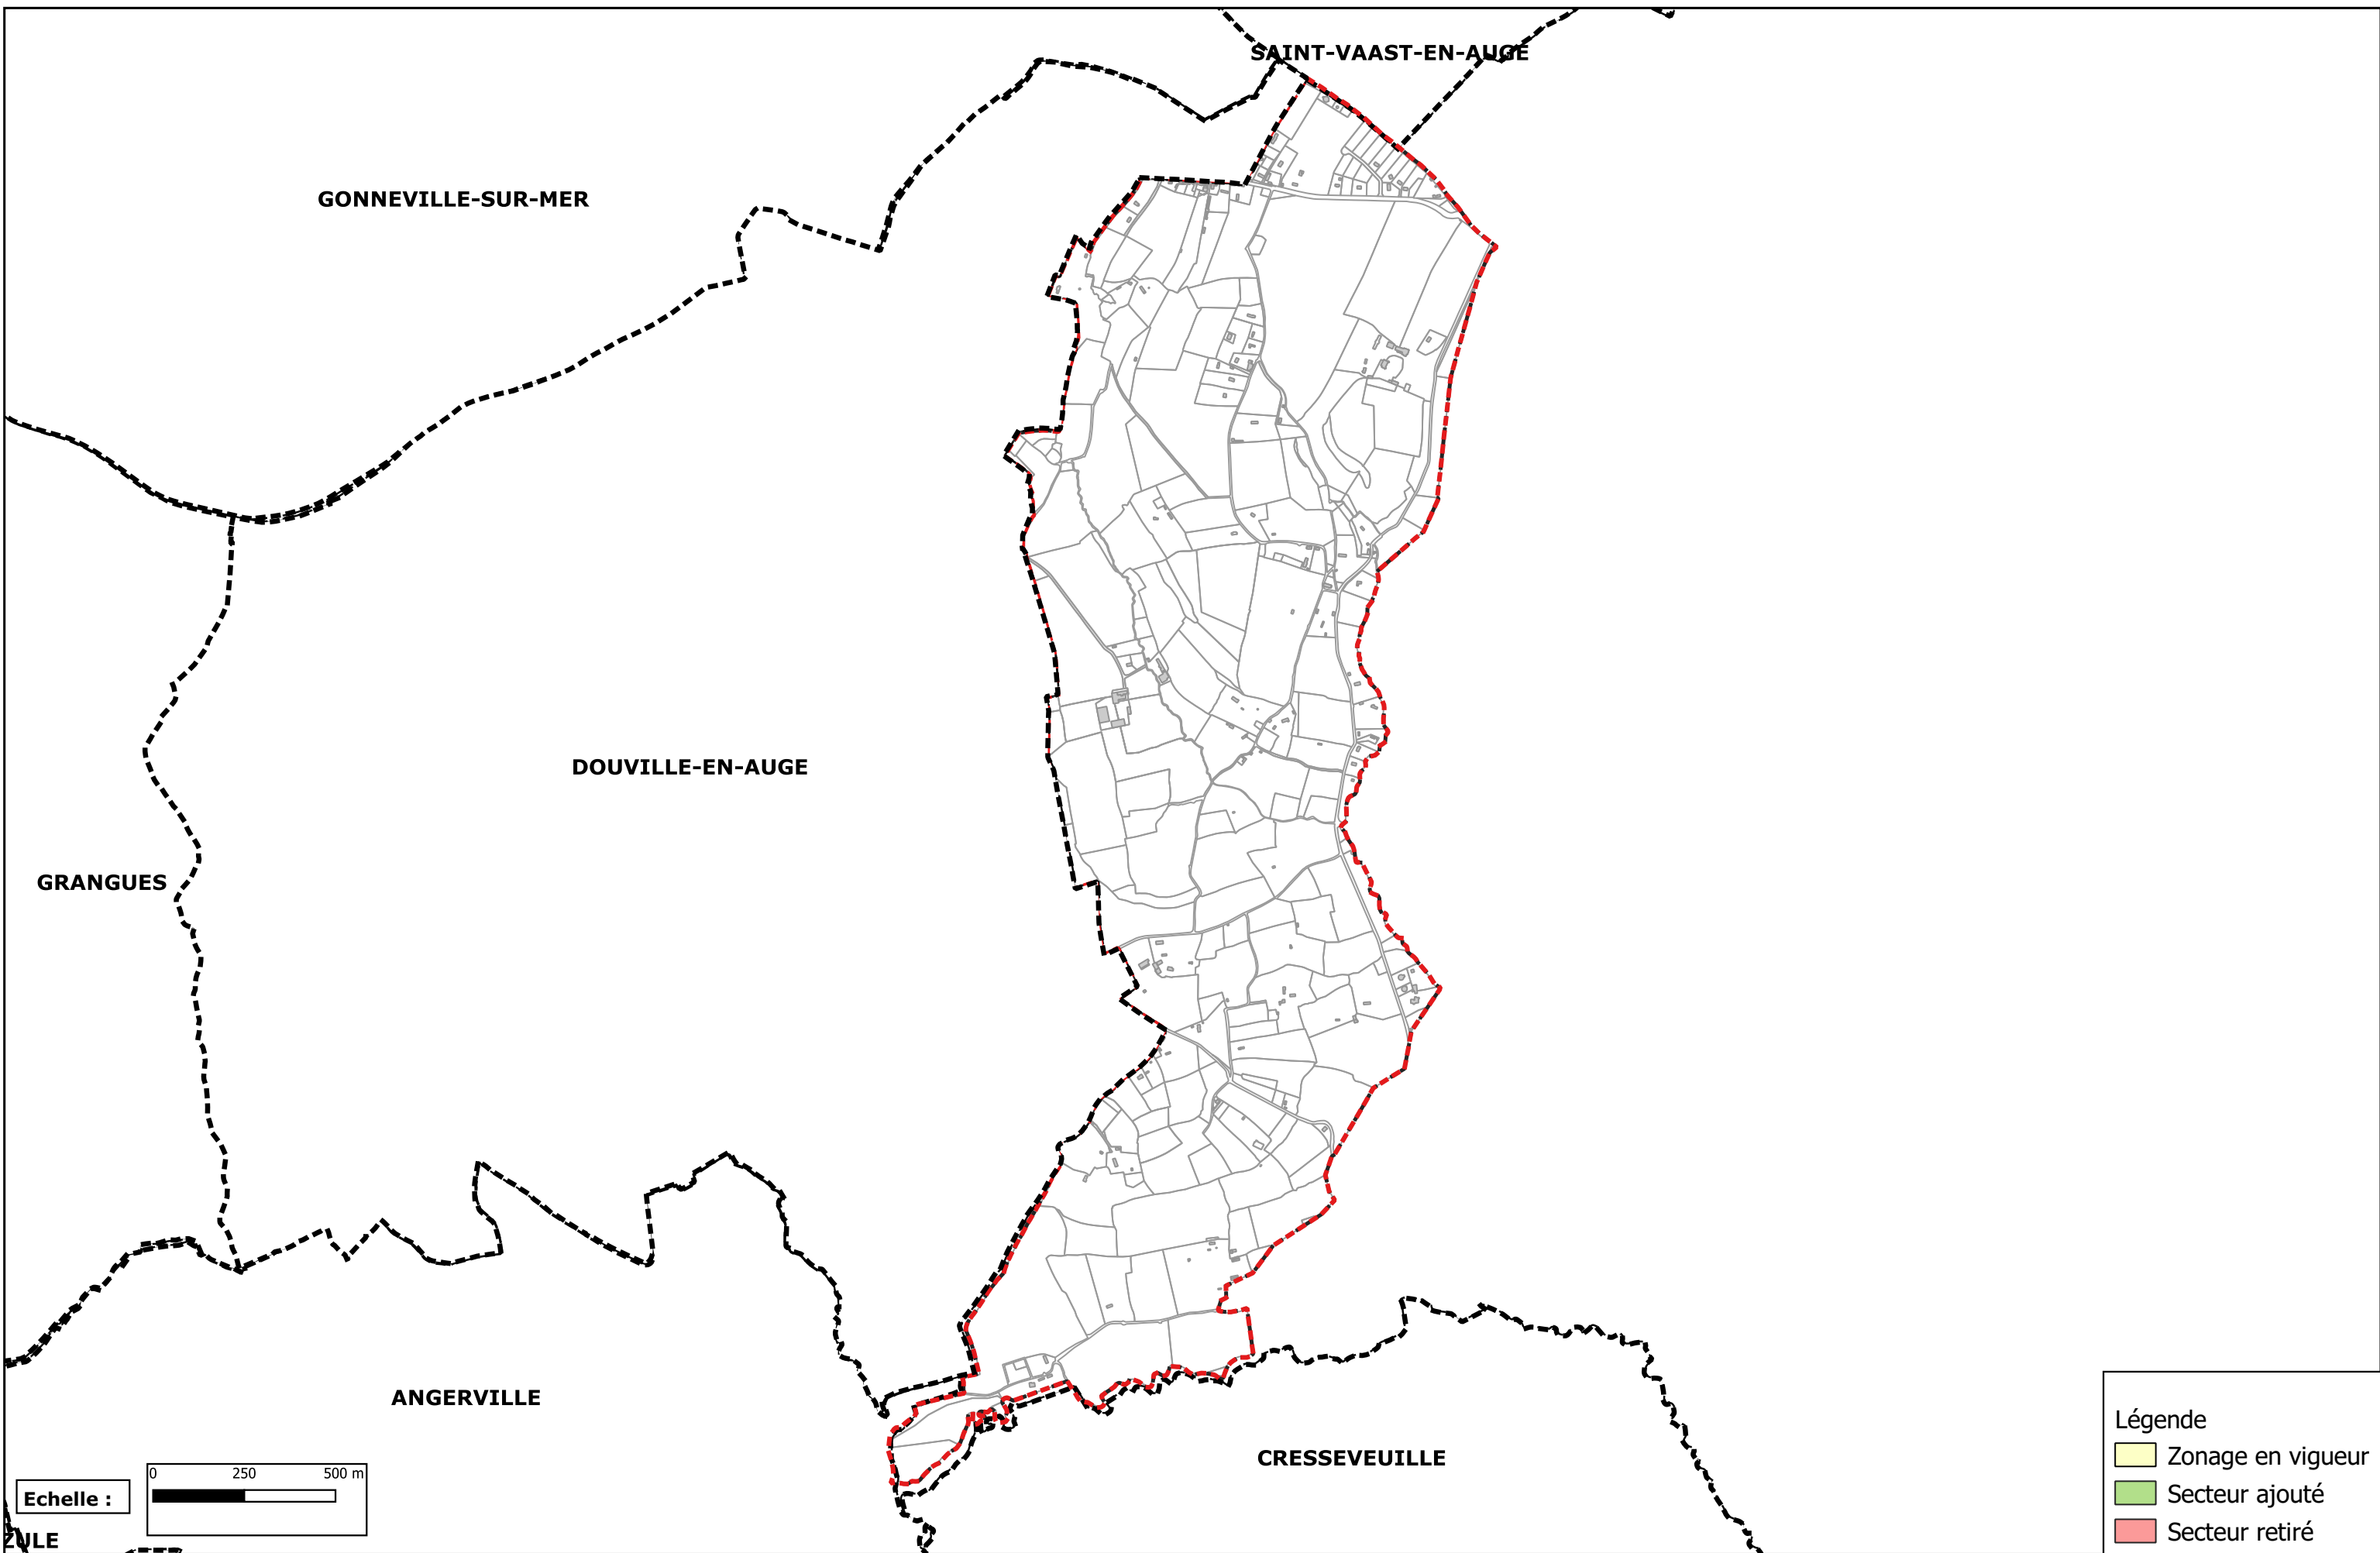 SAINT-VAAST-EN-AUGE
GONNEVILLE-SUR-MER
DOUVILLE-EN-AUGE
GRANGUES
ANGERVILLE
CRESSEVEUILLE
Légende
Zonage en vigueur
Secteur ajouté
Secteur retiré
0 250 500 m
Echelle :
ZULE